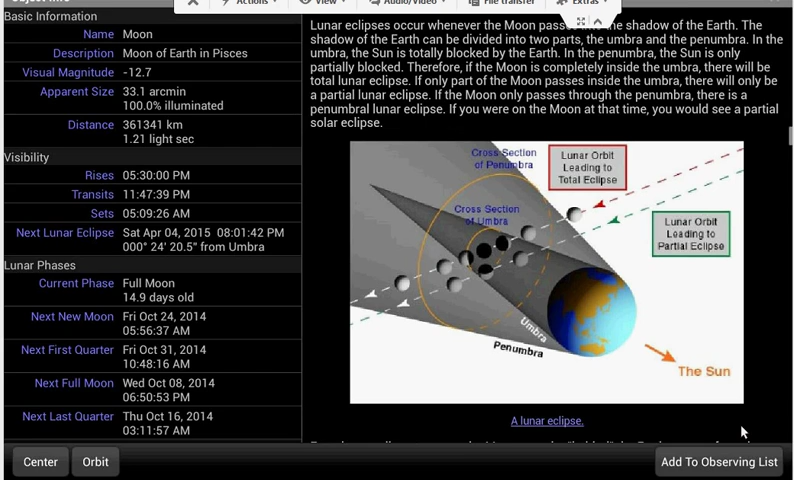 Actions
View
Audio/Video
File transfer
Extras
Basic Information
Name Moon
Description Moon of Earth in Pisces
Visual Magnitude -12.7
Apparent Size 33.1 arcmin
100.0% illuminated
Distance 361341 km
1.21 light sec
Visibility
Rises 05:30:00 PM
Transits 11:47:39 PM
Sets 05:09:26 AM
Next Lunar Eclipse Sat Apr 04, 2015 08:01:42 PM
000° 24' 20.5" from Umbra
Lunar Phases
Current Phase Full Moon
14.9 days old
Next New Moon Fri Oct 24, 2014
05:56:37 AM
Next First Quarter Fri Oct 31, 2014
10:48:16 AM
Next Full Moon Wed Oct 08, 2014
06:50:53 PM
Next Last Quarter Thu Oct 16, 2014
03:11:57 AM
Lunar eclipses occur whenever the Moon passes the shadow of the Earth. The
shadow of the Earth can be divided into two parts, the umbra and the penumbra. In
the umbra, the Sun is totally blocked by the Earth. In the penumbra, the Sun is only
partially blocked. Therefore, if the Moon is completely inside the umbra, there will be
total lunar eclipse. If only part of the Moon passes inside the umbra, there will only be
a partial lunar eclipse. If the Moon only passes through the penumbra, there is a
penumbral lunar eclipse. If you were on the Moon at that time, you would see a partial
solar eclipse.
Cross Section
of Penumbra
Lunar Orbit
Leading to
Total Eclipse
Cross Section
of Umbra
Lunar Orbit
Leading to
Partial Eclipse
Umbra
Penumbra
The Sun
A lunar eclipse.
Center
Orbit
Add To Observing List